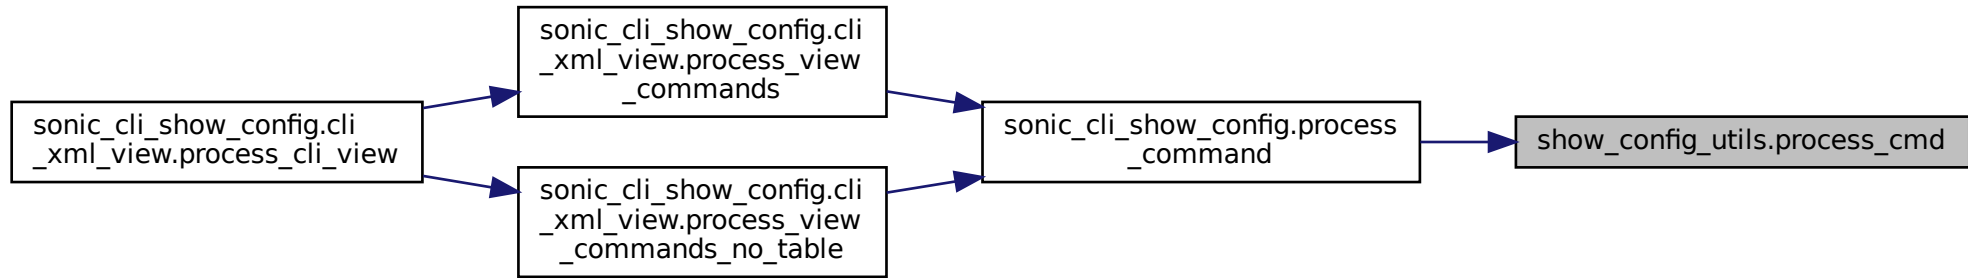 sonic_cli_show_config.cli
_xml_view.process_cli_view
sonic_cli_show_config.cli
_xml_view.process_view
_commands
sonic_cli_show_config.cli
_xml_view.process_view
_commands_no_table
sonic_cli_show_config.process
_command
show_config_utils.process_cmd